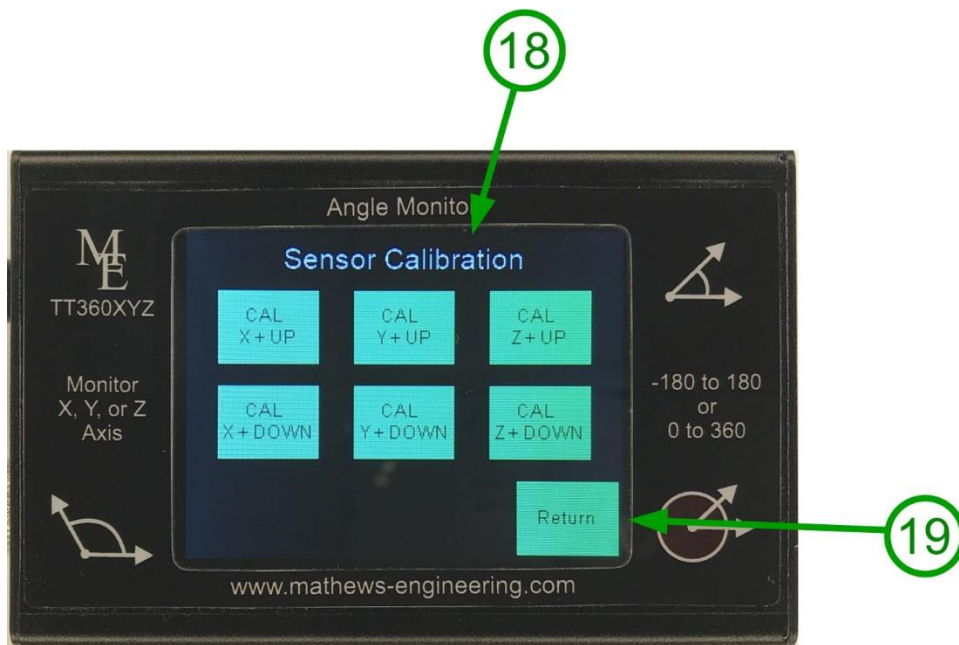 18
Angle Monitor
Sensor Calibration
ME
TT360XYZ
Monitor
X, Y, or Z
Axis
CAL
X+UP
CAL
Y+UP
CAL
Z+UP
CAL
X+DOWN
CAL
Y+DOWN
CAL
Z+DOWN
Return
-180 to 180
or
0 to 360
19
www.mathews-engineering.com